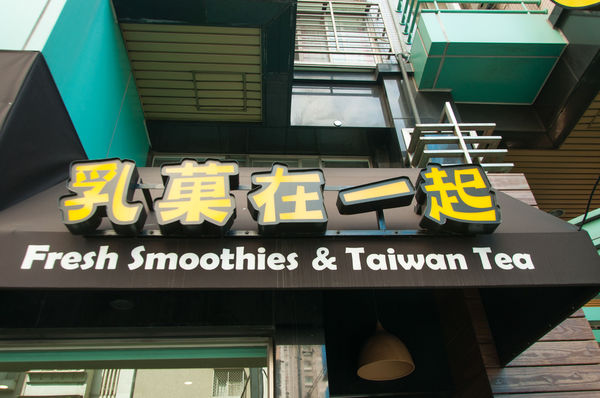 乳菓在一起
Fresh Smoothies & Taiwan Tea